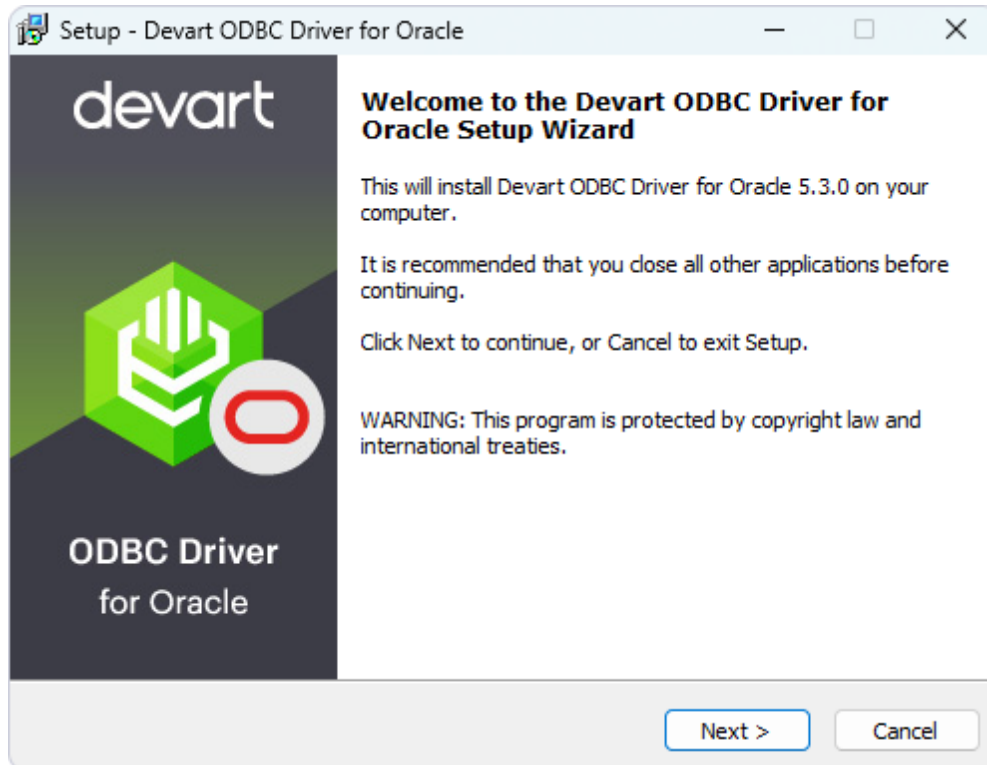 Setup - Devart ODBC Driver for Oracle
devart
Welcome to the Devart ODBC Driver for
Oracle Setup Wizard
This will install Devart ODBC Driver for Oracle 5.3.0 on your
computer.
It is recommended that you close all other applications before
continuing.
Click Next to continue, or Cancel to exit Setup.
WARNING: This program is protected by copyright law and
international treaties.
ODBC Driver
for Oracle
Next >
Cancel